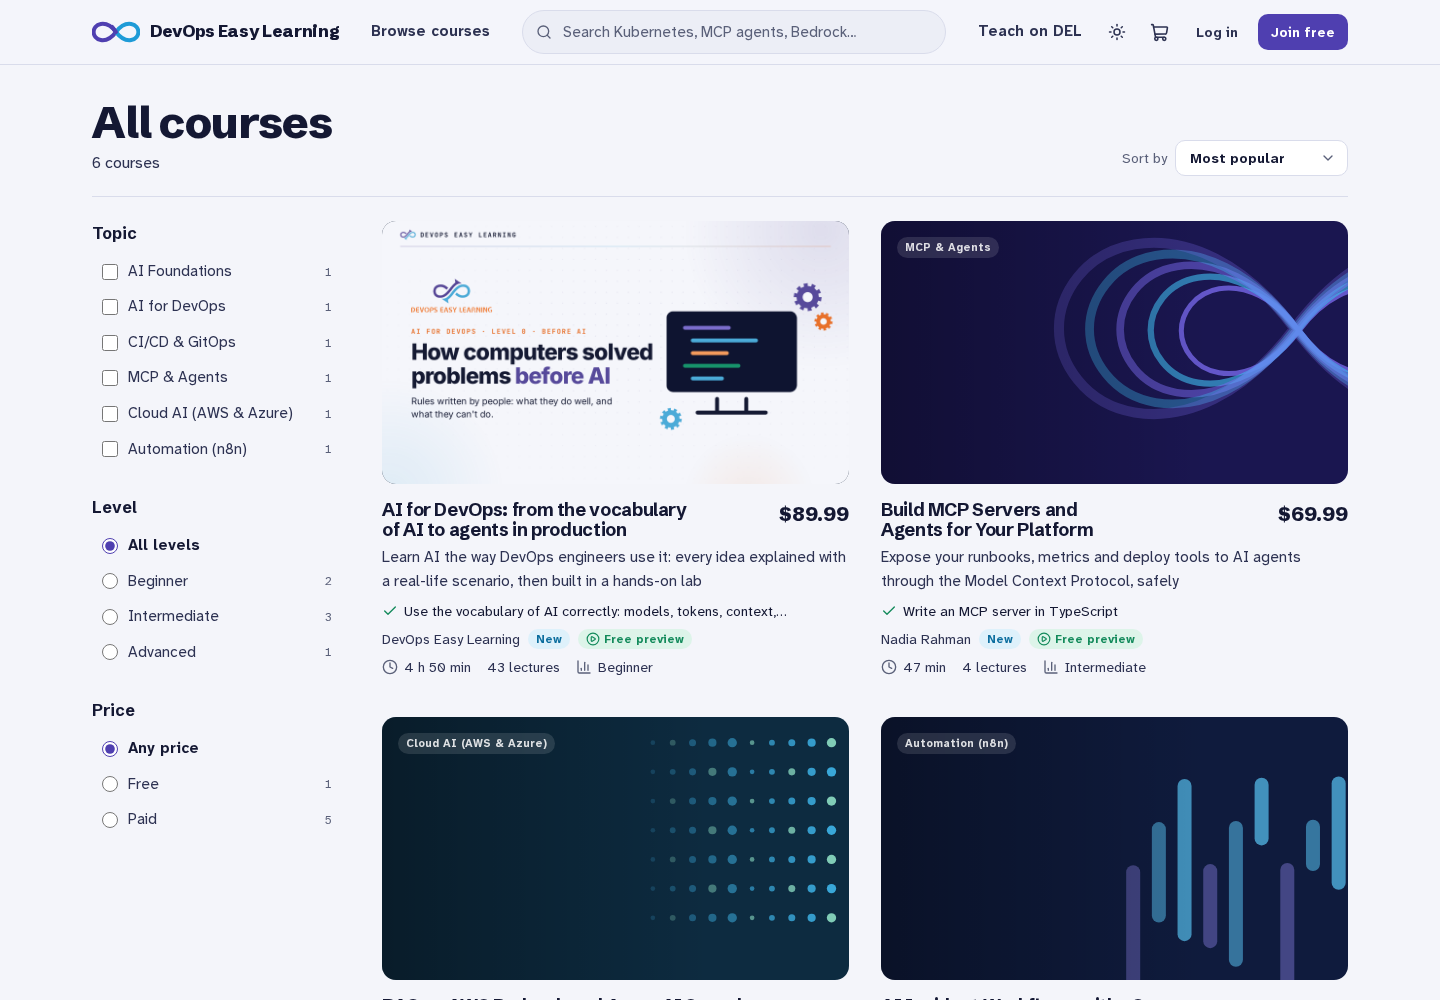 DevOps Easy Learning
Browse courses
Search Kubernetes, MCP agents, Bedrock...
Teach on DEL
Log in
Join free
All courses
6 courses
Sort by
Most popular
Topic
AI Foundations 1
AI for DevOps 1
CI/CD & GitOps 1
MCP & Agents 1
Cloud AI (AWS & Azure) 1
Automation (n8n) 1
Level
All levels
Beginner 2
Intermediate 3
Advanced 1
Price
Any price
Free 1
Paid 5
DEVOPS EASY LEARNING
DEVOPS EASY LEARNING
AI FOR DEVOPS · LEVEL 0 · BEFORE AI
How computers solved
problems before AI
Rules written by people: what they do well, and
what they can't do.
AI for DevOps: from the vocabulary
of AI to agents in production
$89.99
Learn AI the way DevOps engineers use it: every idea explained with
a real-life scenario, then built in a hands-on lab
Use the vocabulary of AI correctly: models, tokens, context,...
DevOps Easy Learning New Free preview
4 h 50 min 43 lectures Beginner
MCP & Agents
Build MCP Servers and
Agents for Your Platform
$69.99
Expose your runbooks, metrics and deploy tools to AI agents
through the Model Context Protocol, safely
Write an MCP server in TypeScript
Nadia Rahman New Free preview
47 min 4 lectures Intermediate
Cloud AI (AWS & Azure)
Automation (n8n)